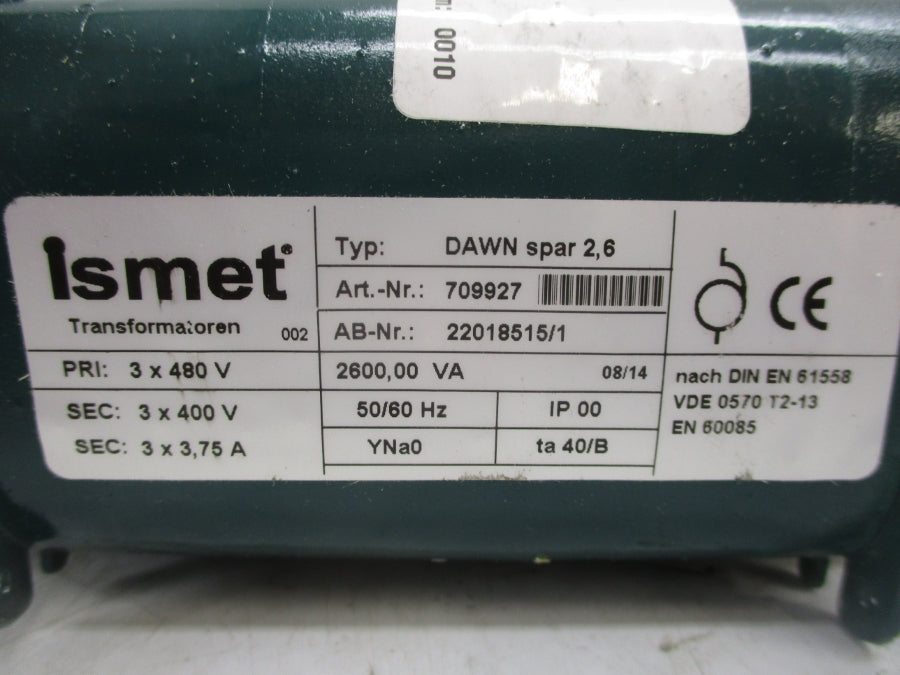 0010
ismet®
Transformatoren 002
Typ: DAWN spar 2,6
Art.-Nr.: 709927
AB-Nr.: 22018515/1
CE
PRI: 3 x 480 V
2600,00 VA 08/14
SEC: 3 x 400 V
50/60 Hz IP 00
SEC: 3 x 3,75 A
YNa0 ta 40/B
nach DIN EN 61558
VDE 0570 T2-13
EN 60085